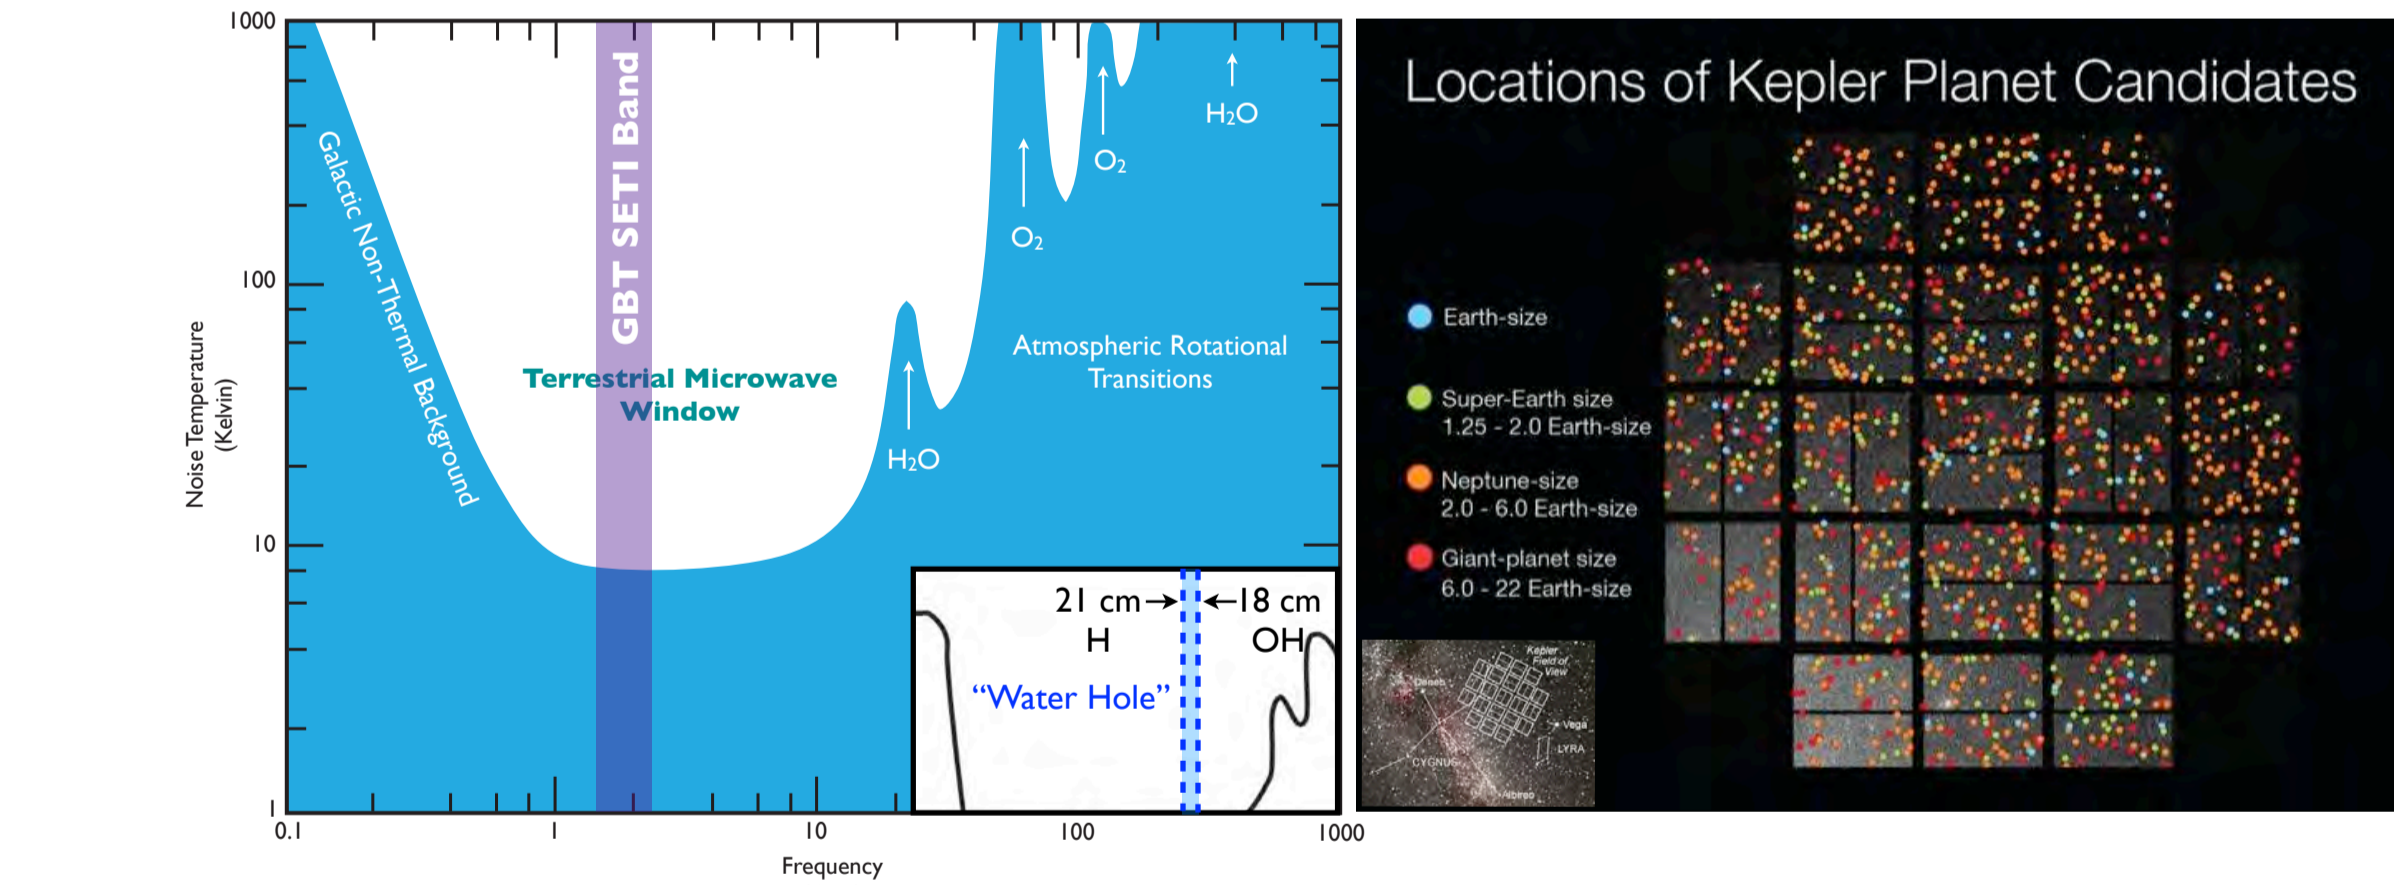 1000
100
10
1
0.1
1
10
100
1000
Noise Temperature
(Kelvin)
Frequency
Galactic Non-Thermal Background
GBT SETI Band
Terrestrial Microwave
Window
H₂O
O₂
O₂
H₂O
Atmospheric Rotational
Transitions
21 cm
18 cm
H
OH
“Water Hole”
Locations of Kepler Planet Candidates
Earth-size
Super-Earth size
1.25 - 2.0 Earth-size
Neptune-size
2.0 - 6.0 Earth-size
Giant-planet size
6.0 - 22 Earth-size
Kepler
Field of
View
Deneb
Vega
LYRA
CYGNUS
Albireo